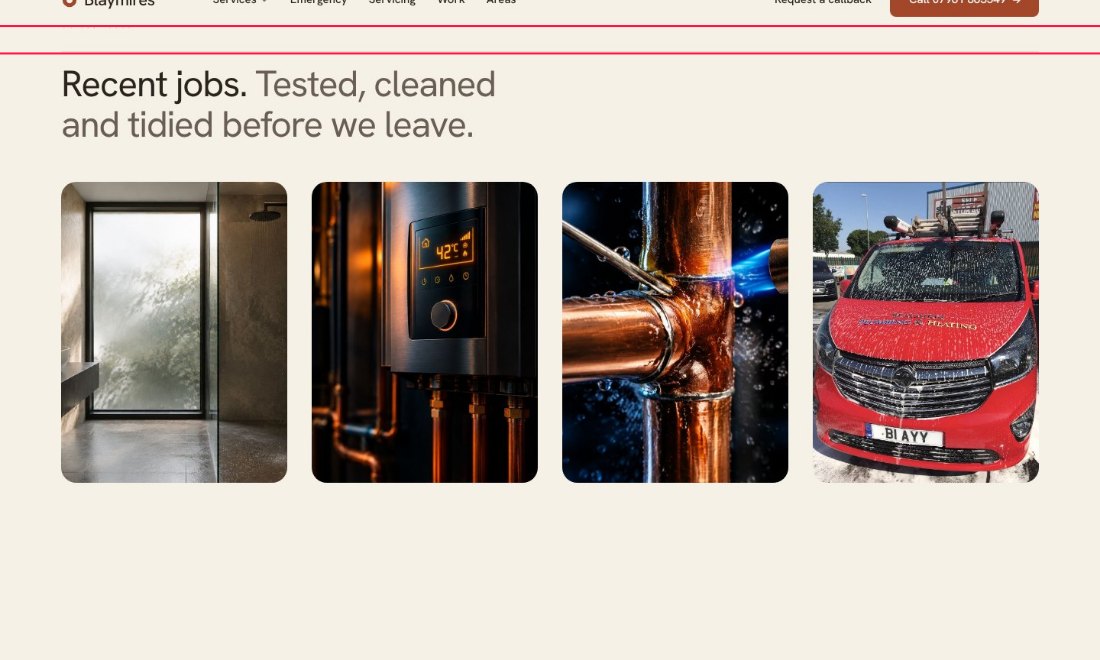 Blaymires Services Emergency Servicing Work Areas Request a callback
Recent jobs. Tested, cleaned
and tidied before we leave.
42°C
HEATING
BI AYY